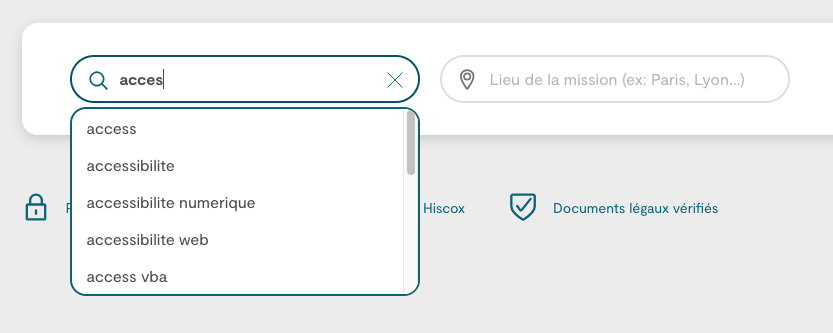 acces
Lieu de la mission (ex: Paris, Lyon...)
access
accessibilite
accessibilite numerique
accessibilite web
access vba
Hiscox
Documents légaux vérifiés